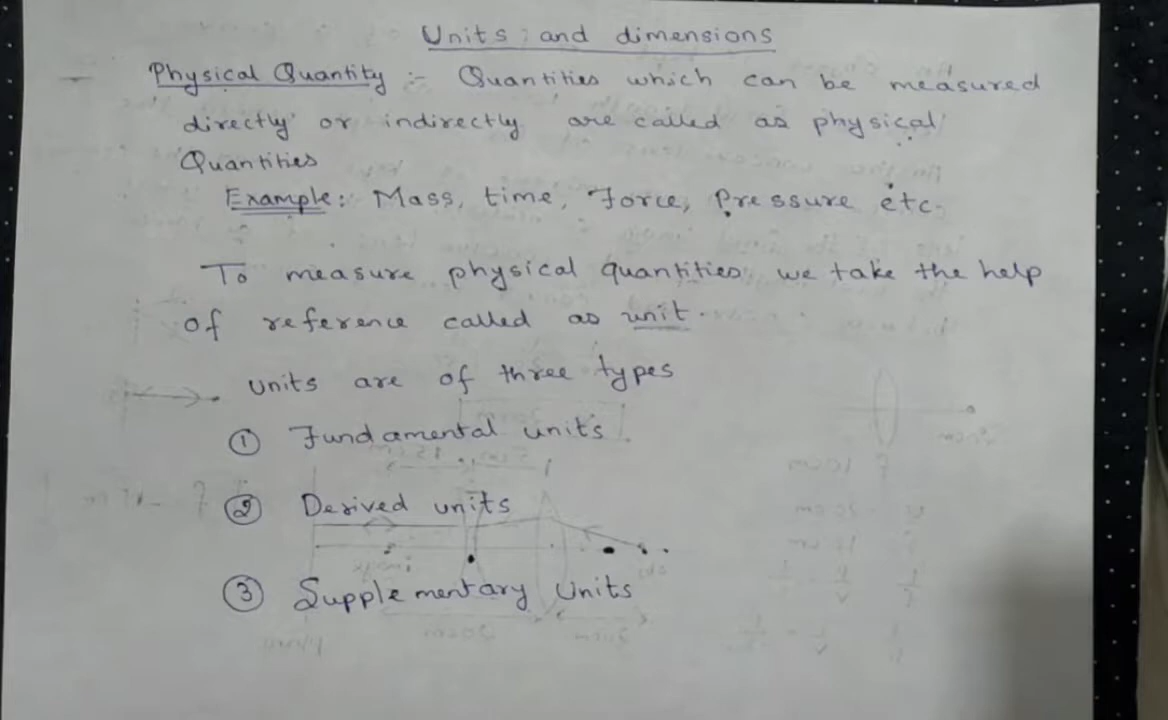 Units and dimensions
Physical Quantity :- Quantities which can be measured
directly or indirectly are called as physical
Quantities
Example: Mass, time, Force, Pressure etc.
To measure physical quantities we take the help
of reference called as unit.
Units are of three types
① Fundamental units.
② Derived units
③ Supplementary Units